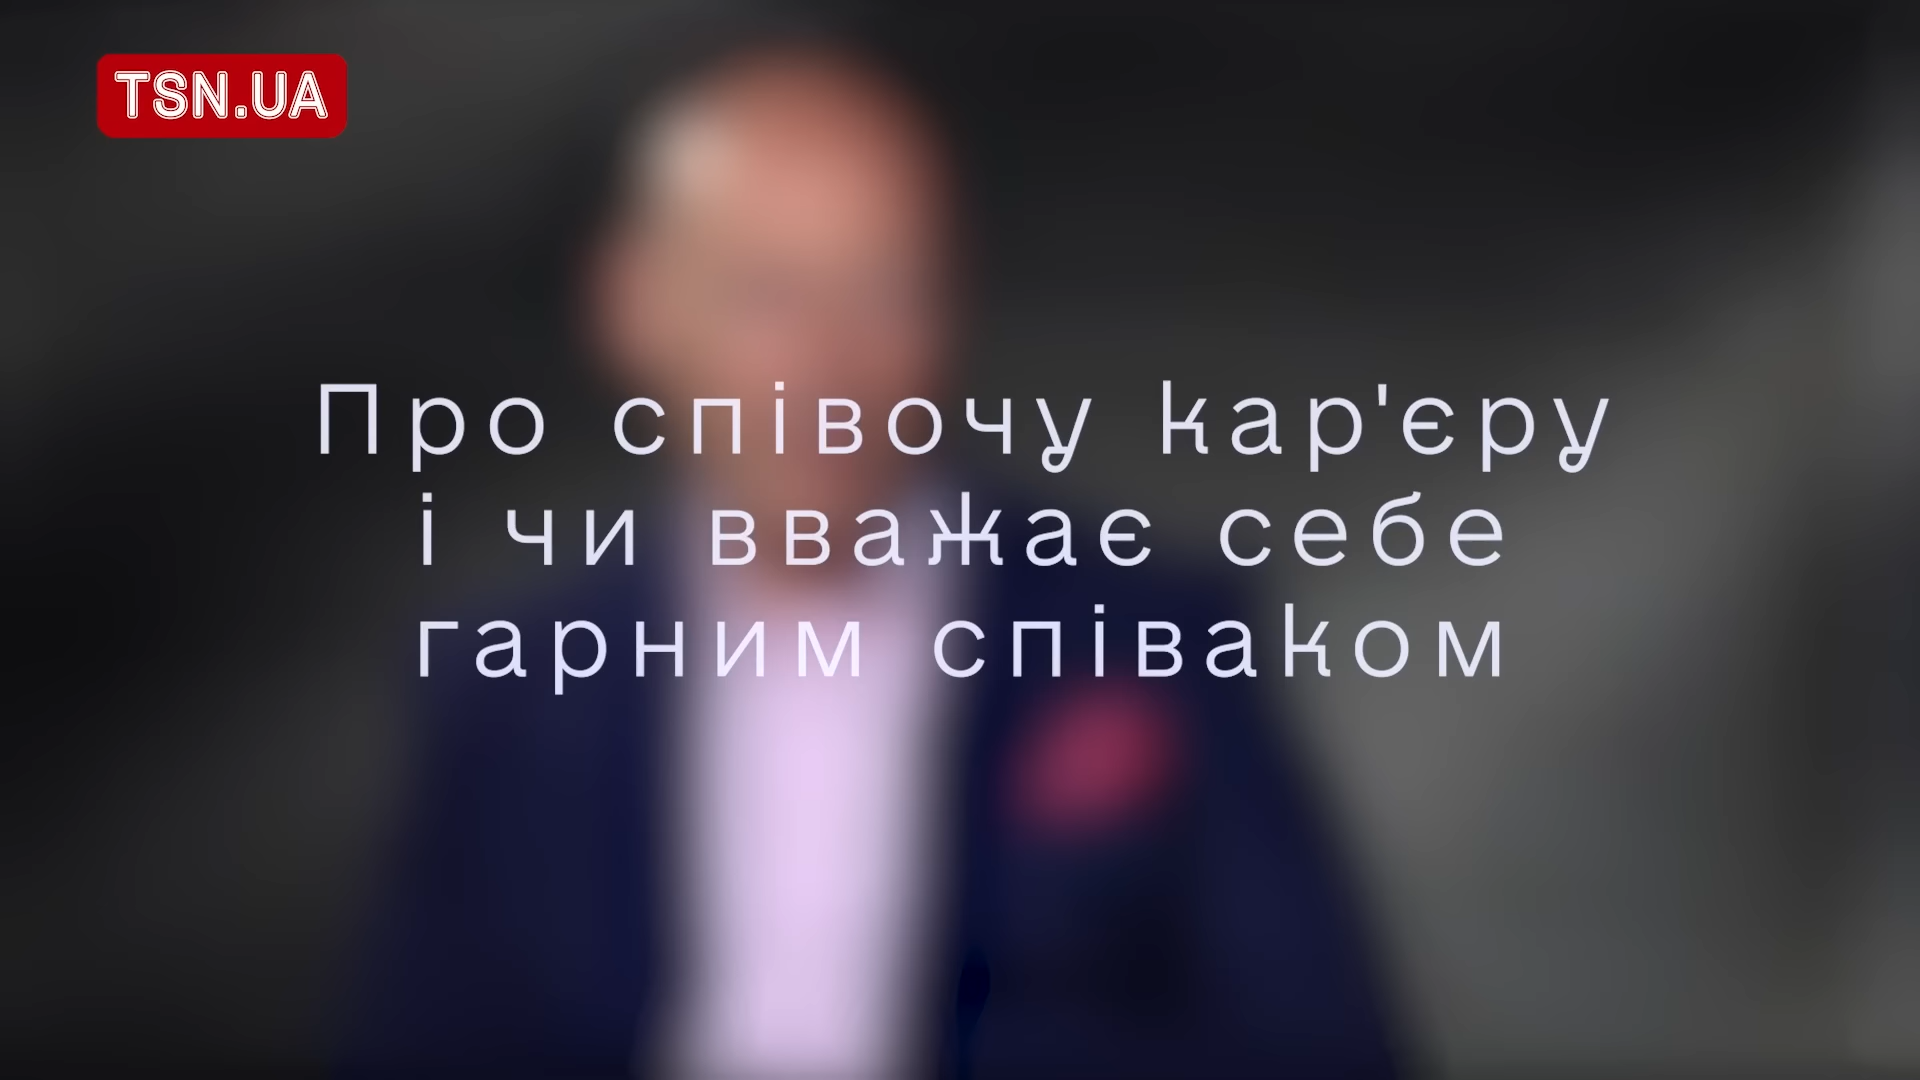 TSN.UA
Про співочу кар'єру
і чи вважає себе
гарним співаком